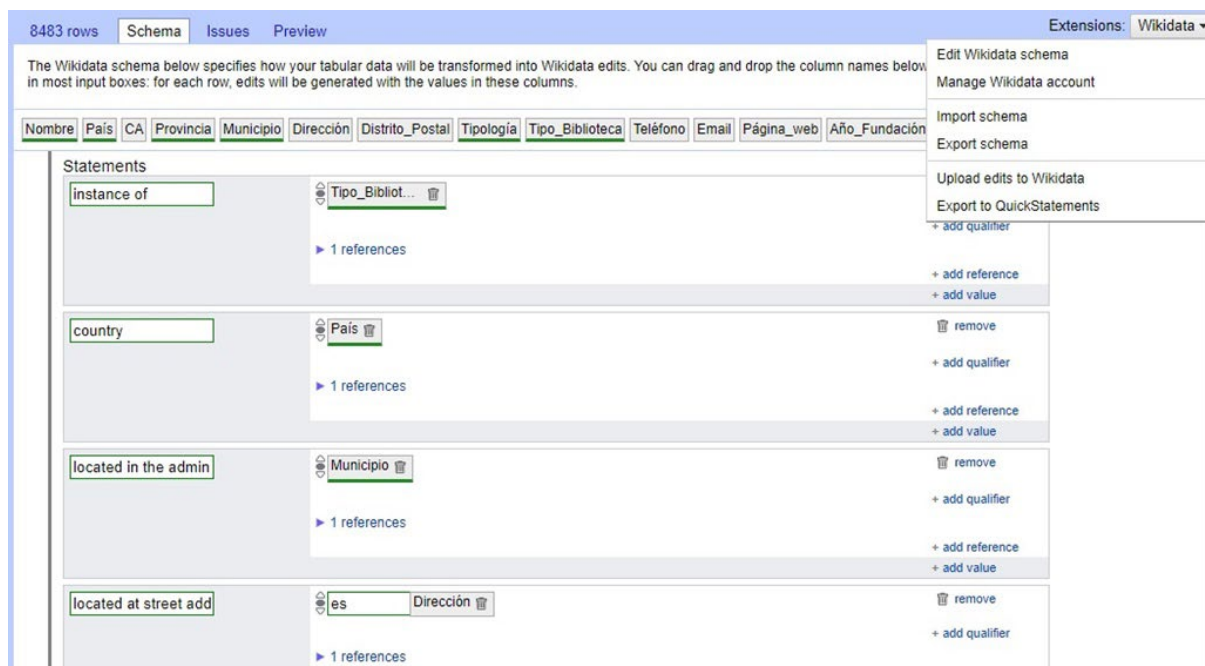 8483 rows Schema Issues Preview Extensions: Wikidata
The Wikidata schema below specifies how your tabular data will be transformed into Wikidata edits. You can drag and drop the column names below
in most input boxes: for each row, edits will be generated with the values in these columns.
Edit Wikidata schema
Manage Wikidata account
Import schema
Export schema
Upload edits to Wikidata
Export to QuickStatements
Nombre País CA Provincia Municipio Dirección Distrito_Postal Tipología Tipo_Biblioteca Teléfono Email Página_web Año_Fundación
Statements
instance of Tipo_Bibliot...
+ add qualifier
1 references
+ add reference
+ add value
country País remove
+ add qualifier
1 references
+ add reference
+ add value
located in the admin Municipio remove
+ add qualifier
1 references
+ add reference
+ add value
located at street add es Dirección remove
+ add qualifier
1 references